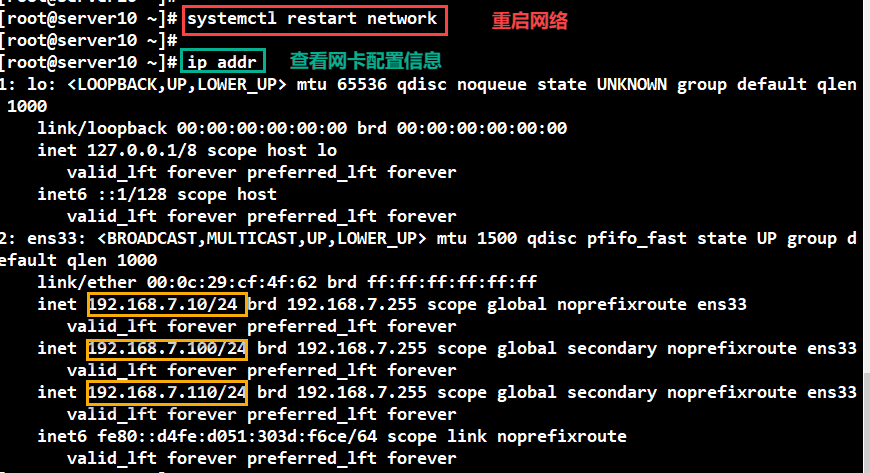 [root@server10 ~]#
[root@server10 ~]# systemctl restart network 重启网络
[root@server10 ~]#
[root@server10 ~]# ip addr 查看网卡配置信息
1: lo: <LOOPBACK,UP,LOWER_UP> mtu 65536 qdisc noqueue state UNKNOWN group default qlen
 1000
    link/loopback 00:00:00:00:00:00 brd 00:00:00:00:00:00
    inet 127.0.0.1/8 scope host lo
       valid_lft forever preferred_lft forever
    inet6 ::1/128 scope host
       valid_lft forever preferred_lft forever
2: ens33: <BROADCAST,MULTICAST,UP,LOWER_UP> mtu 1500 qdisc pfifo_fast state UP group d
efault qlen 1000
    link/ether 00:0c:29:cf:4f:62 brd ff:ff:ff:ff:ff:ff
    inet 192.168.7.10/24 brd 192.168.7.255 scope global noprefixroute ens33
       valid_lft forever preferred_lft forever
    inet 192.168.7.100/24 brd 192.168.7.255 scope global secondary noprefixroute ens33
       valid_lft forever preferred_lft forever
    inet 192.168.7.110/24 brd 192.168.7.255 scope global secondary noprefixroute ens33
       valid_lft forever preferred_lft forever
    inet6 fe80::d4fe:d051:303d:f6ce/64 scope link noprefixroute
       valid_lft forever preferred_lft forever